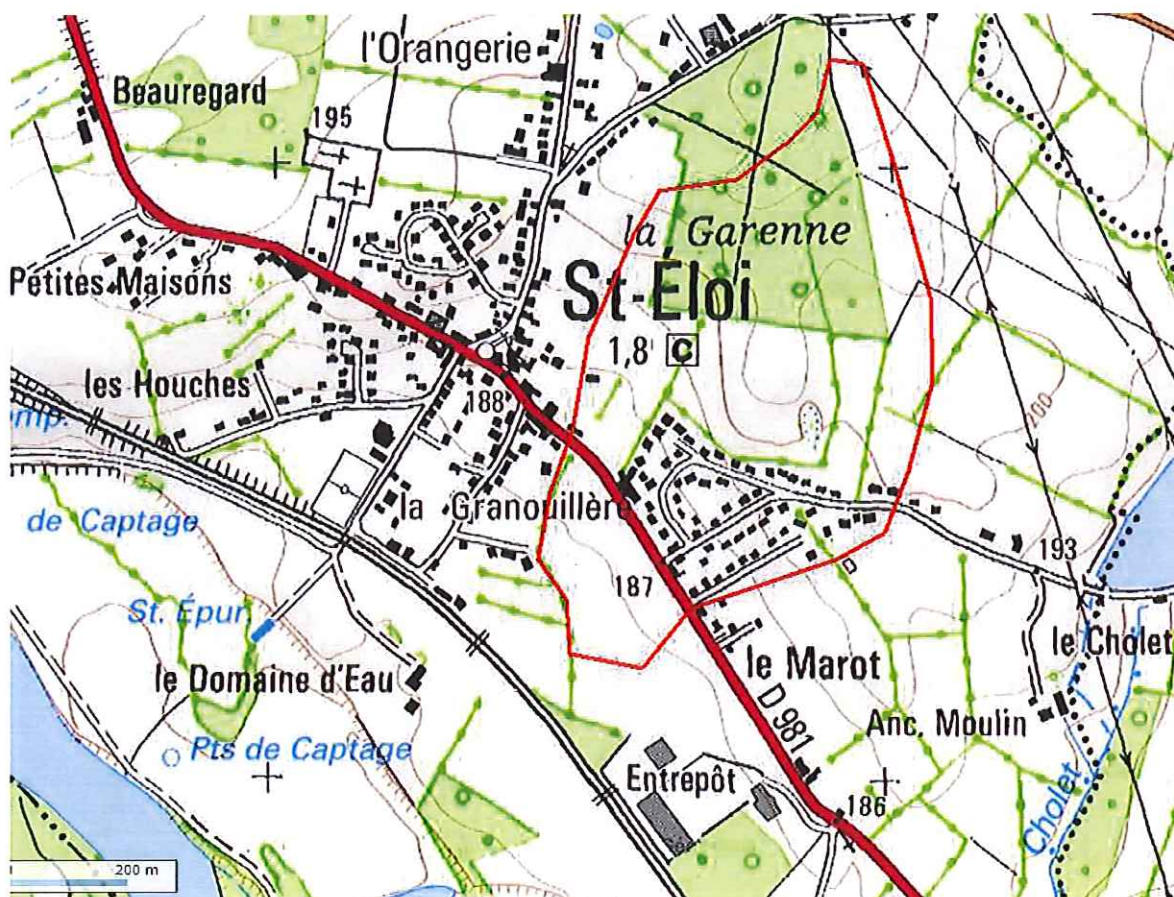 l'Orangerie
Beauregard
195
la Garenne
Petites Maisons
St-Éloi
1,8 C
les Houches
188
200
omp.
de Captage
la Granouillère
193
187
St. Épur.
le Marot
le Cholet
le Domaine d'Eau
D 981
Anc. Moulin
Pts de Captage
Entrepôt
186
Cholet
200 m